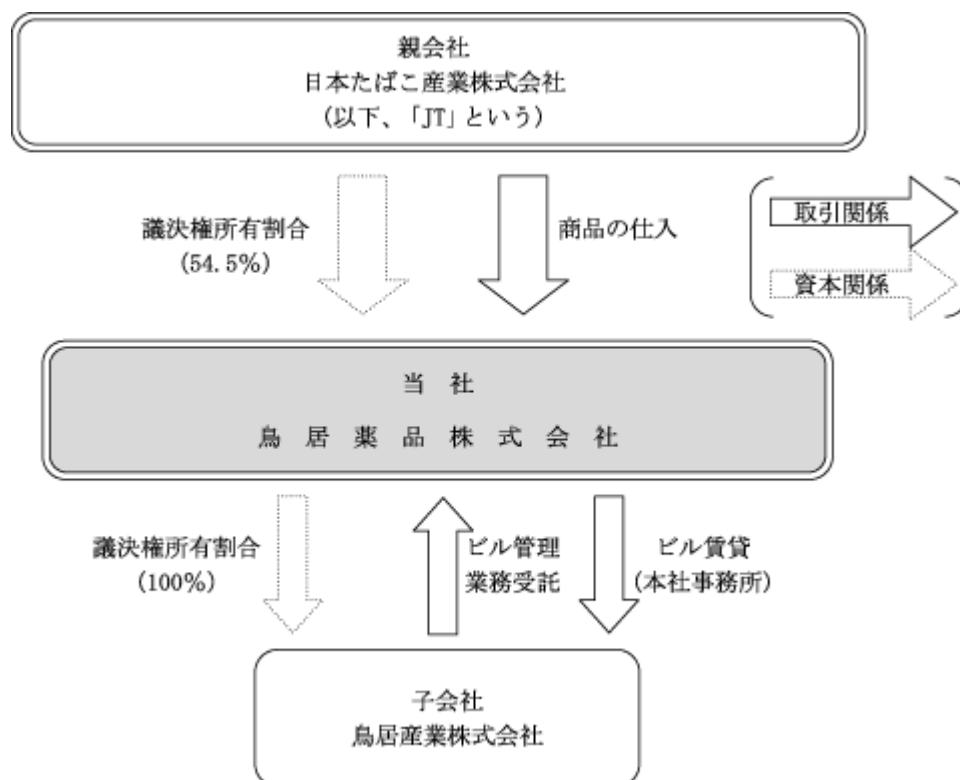 親会社
日本たばこ産業株式会社
(以下、「JT」という)
議決権所有割合
(54.5%)
商品の仕入
取引関係
資本関係
当 社
鳥 居 薬 品 株 式 会 社
議決権所有割合
(100%)
ビル管理
業務受託
ビル賃貸
(本社事務所)
子会社
鳥居産業株式会社